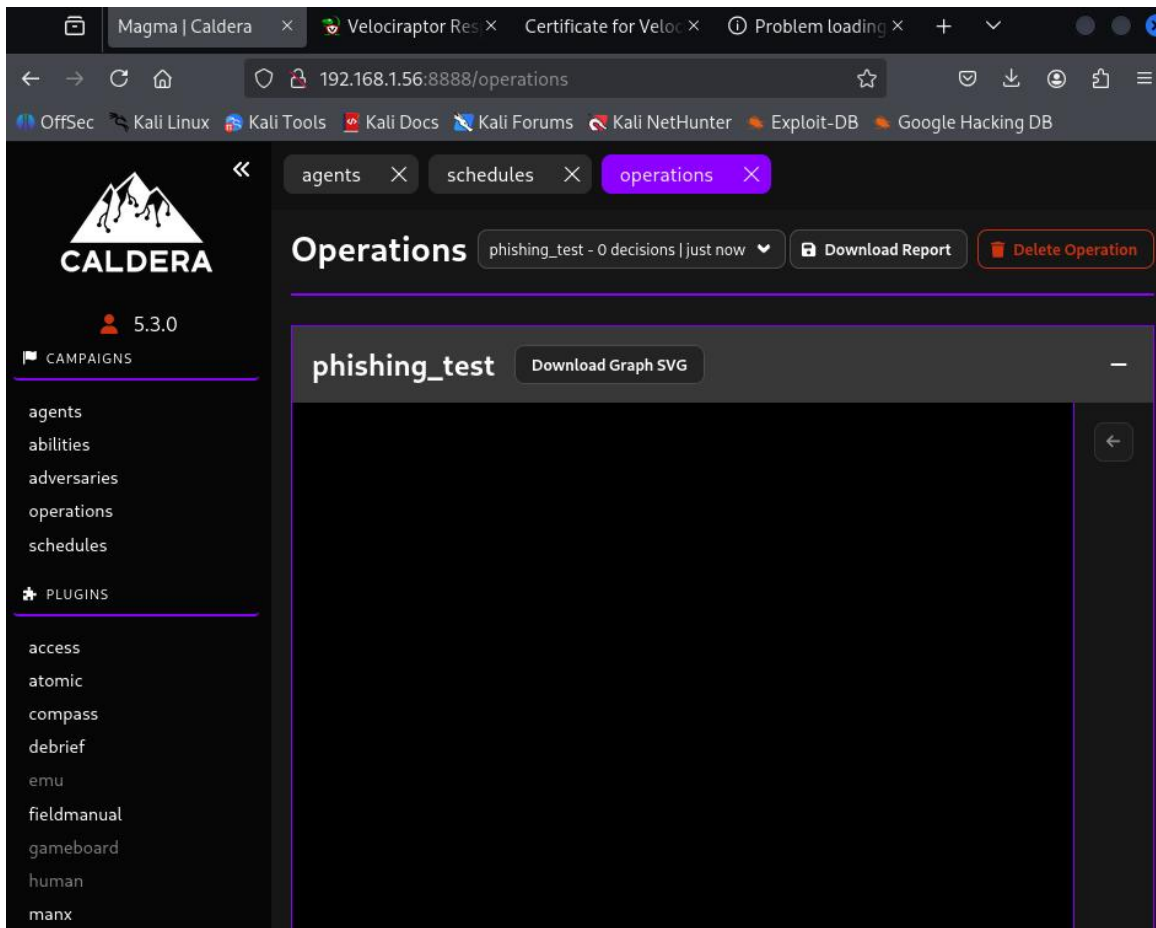 Magma | Caldera
Velociraptor Res
Certificate for Veloc
Problem loading
192.168.1.56:8888/operations
OffSec
Kali Linux
Kali Tools
Kali Docs
Kali Forums
Kali NetHunter
Exploit-DB
Google Hacking DB
CALDERA
5.3.0
CAMPAIGNS
agents
abilities
adversaries
operations
schedules
PLUGINS
access
atomic
compass
debrief
emu
fieldmanual
gameboard
human
manx
agents
schedules
operations
Operations
phishing_test - 0 decisions | just now
Download Report
Delete Operation
phishing_test
Download Graph SVG